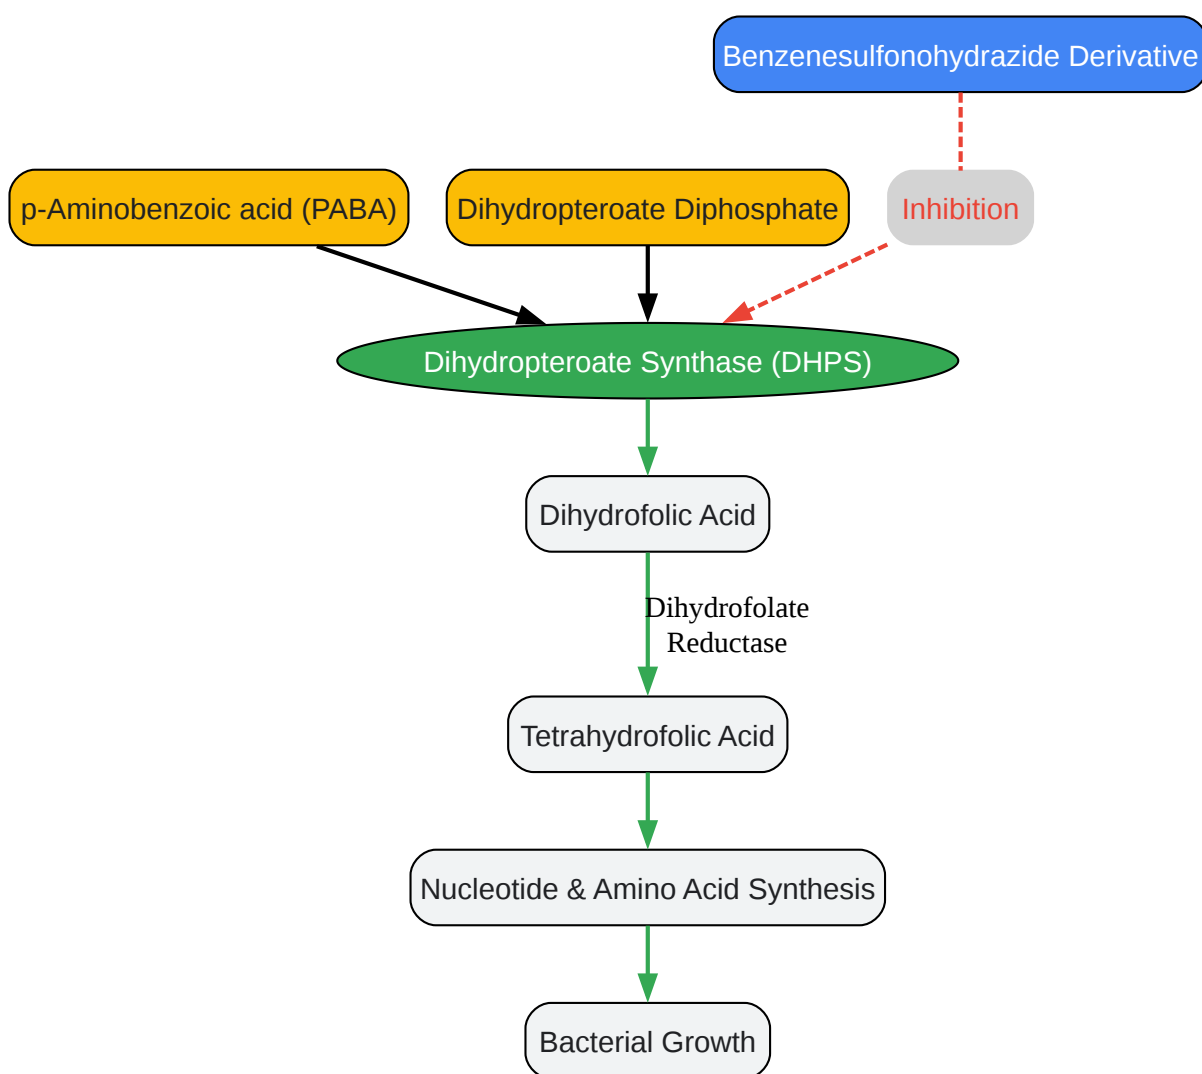 Benzenesulfonohydrazide Derivative
p-Aminobenzoic acid (PABA)
Dihydropteroate Diphosphate
Inhibition
Dihydropteroate Synthase (DHPS)
Dihydrofolic Acid
Dihydrofolate
Reductase
Tetrahydrofolic Acid
Nucleotide & Amino Acid Synthesis
Bacterial Growth